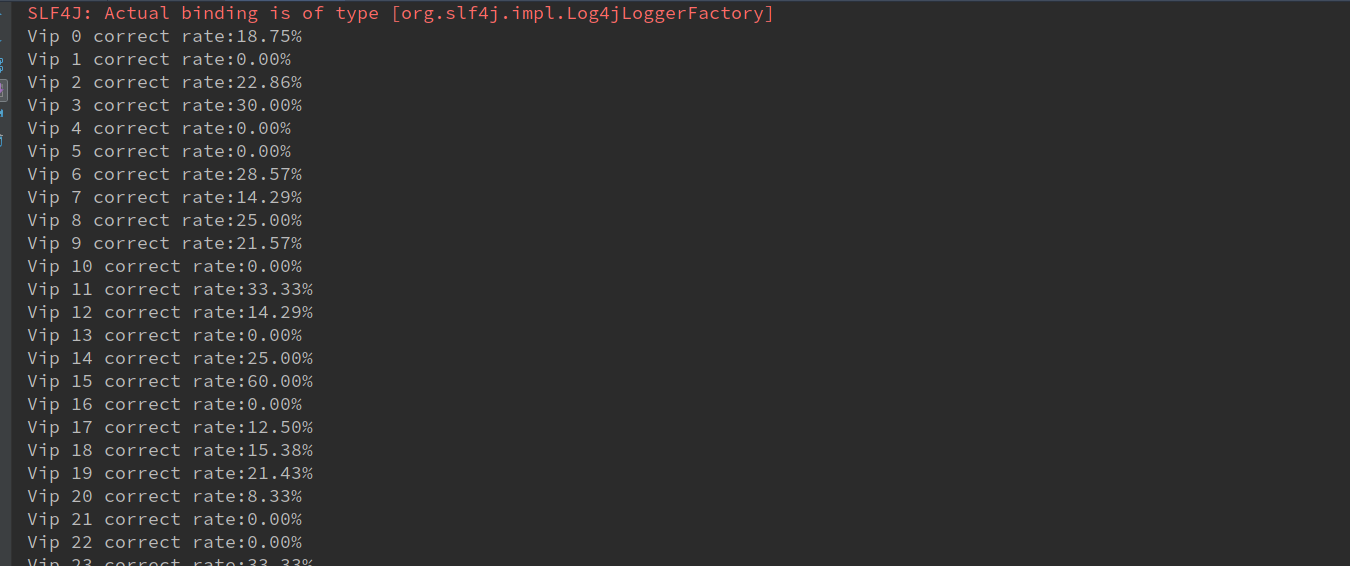 SLF4J: Actual binding is of type [org.slf4j.impl.Log4jLoggerFactory]
Vip 0 correct rate:18.75%
Vip 1 correct rate:0.00%
Vip 2 correct rate:22.86%
Vip 3 correct rate:30.00%
Vip 4 correct rate:0.00%
Vip 5 correct rate:0.00%
Vip 6 correct rate:28.57%
Vip 7 correct rate:14.29%
Vip 8 correct rate:25.00%
Vip 9 correct rate:21.57%
Vip 10 correct rate:0.00%
Vip 11 correct rate:33.33%
Vip 12 correct rate:14.29%
Vip 13 correct rate:0.00%
Vip 14 correct rate:25.00%
Vip 15 correct rate:60.00%
Vip 16 correct rate:0.00%
Vip 17 correct rate:12.50%
Vip 18 correct rate:15.38%
Vip 19 correct rate:21.43%
Vip 20 correct rate:8.33%
Vip 21 correct rate:0.00%
Vip 22 correct rate:0.00%
Vip 23 correct rate:33.33%